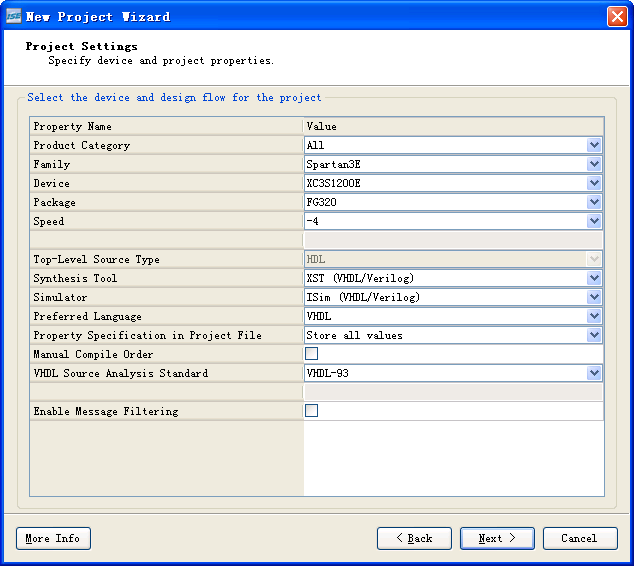 ISE New Project Wizard
Project Settings
Specify device and project properties.
Select the device and design flow for the project
Property Name Value
Product Category All
Family Spartan3E
Device XC3S1200E
Package FG320
Speed -4
Top-Level Source Type HDL
Synthesis Tool XST (VHDL/Verilog)
Simulator ISim (VHDL/Verilog)
Preferred Language VHDL
Property Specification in Project File Store all values
Manual Compile Order
VHDL Source Analysis Standard VHDL-93
Enable Message Filtering
More Info < Back Next > Cancel